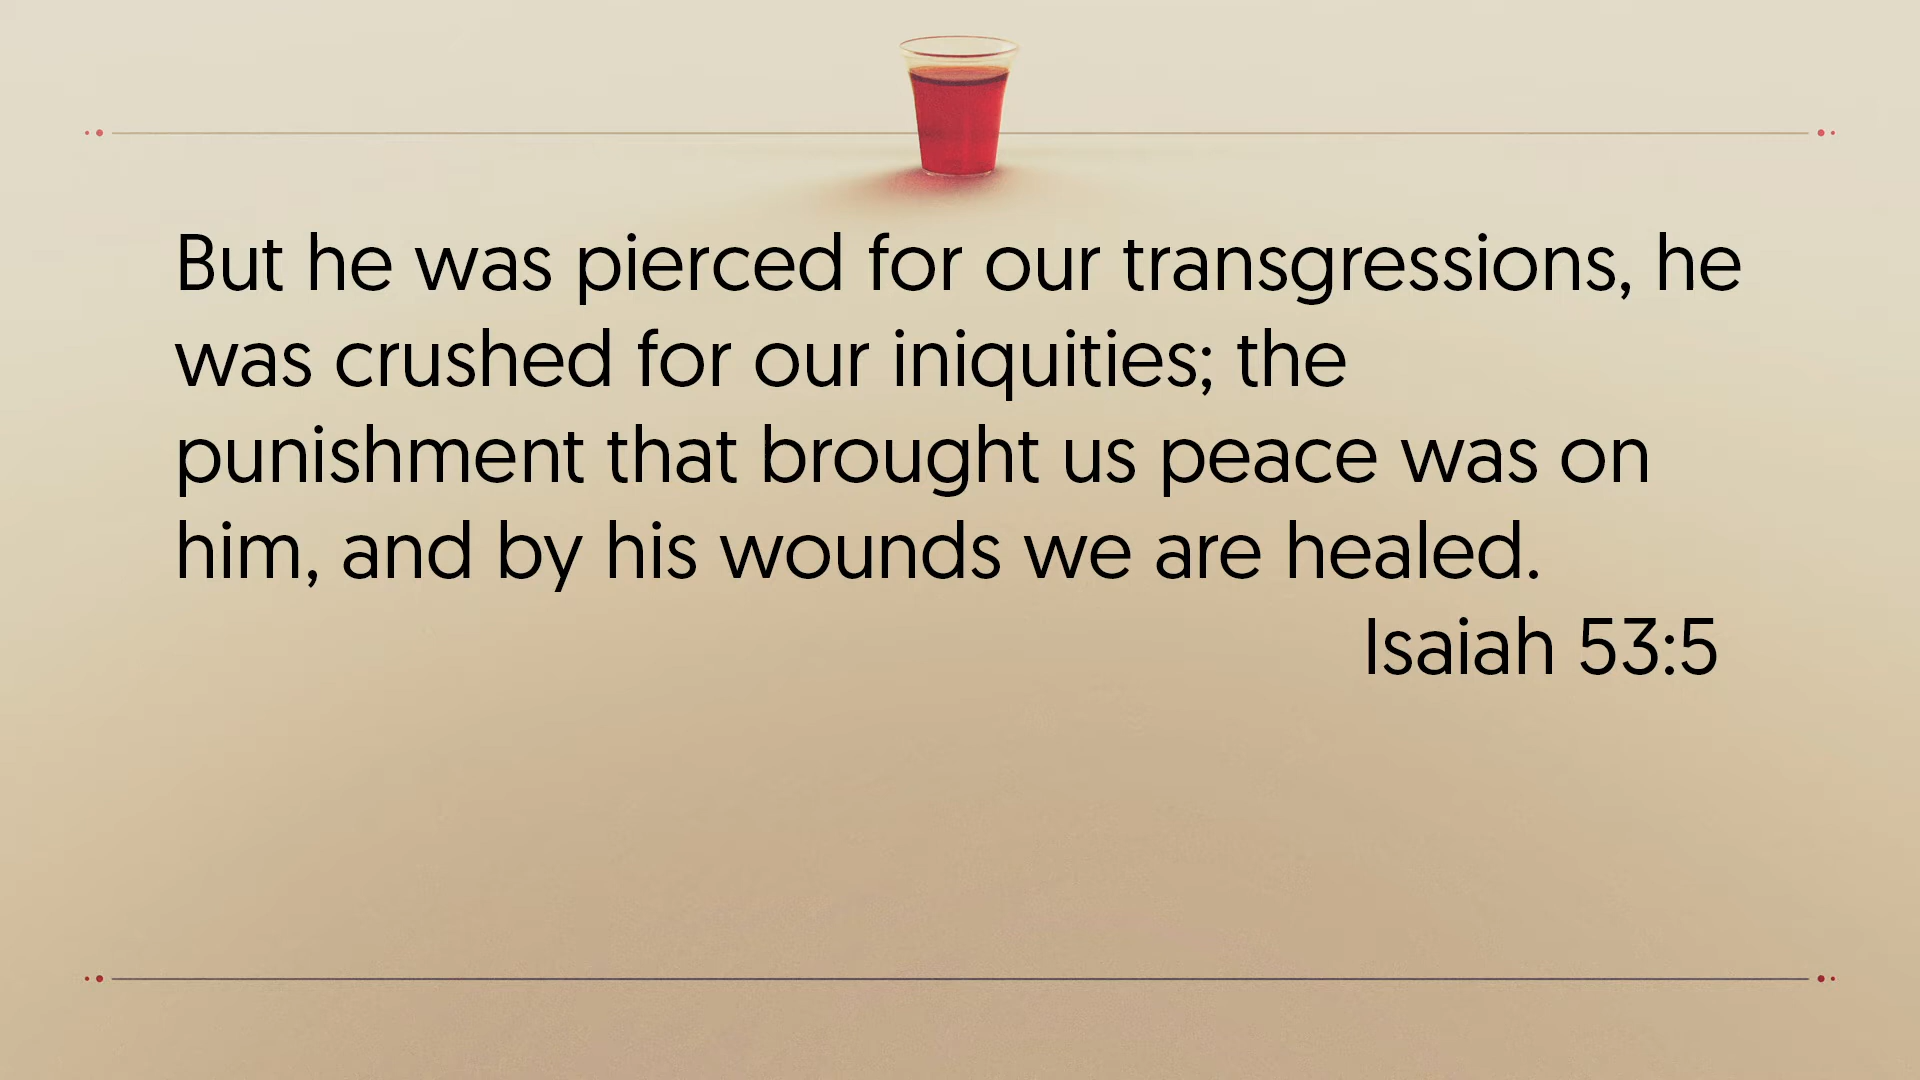 But he was pierced for our transgressions, he
was crushed for our iniquities; the
punishment that brought us peace was on
him, and by his wounds we are healed.
Isaiah 53:5